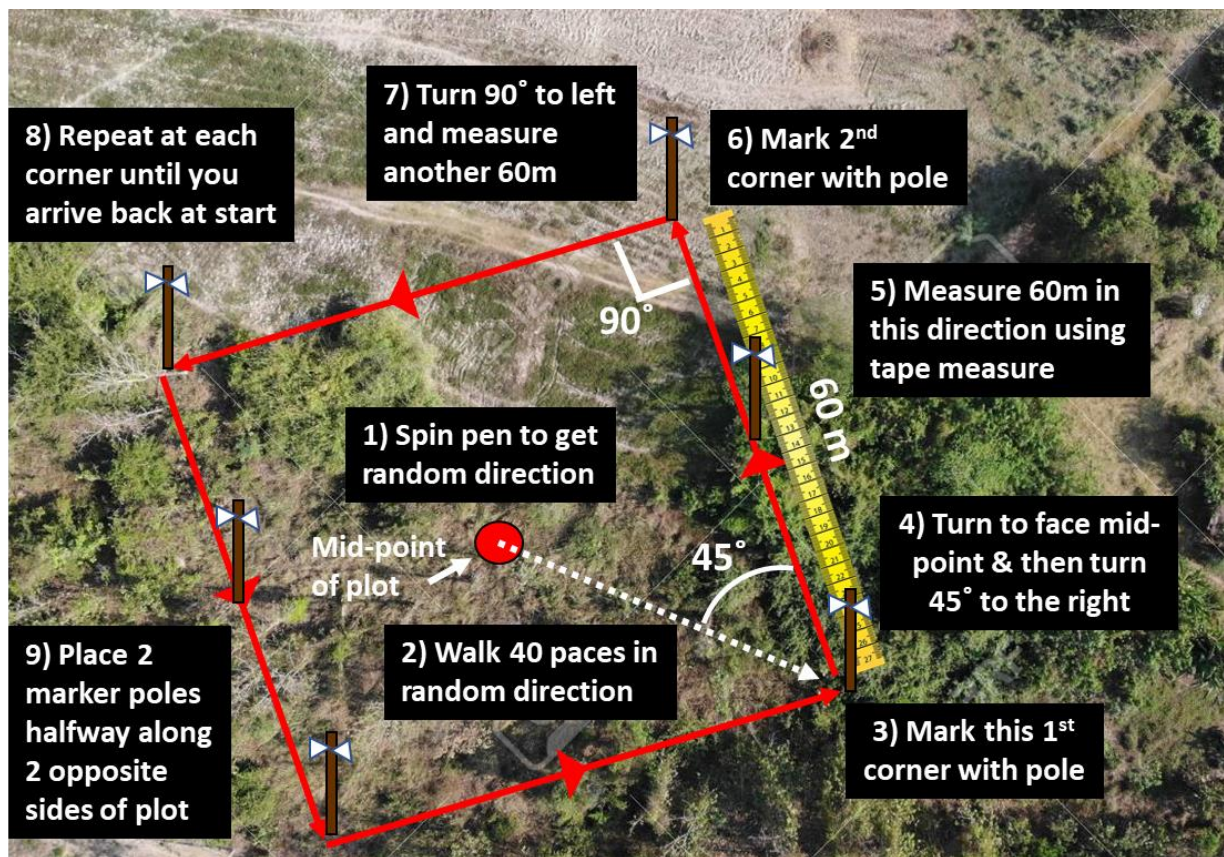 1) Spin pen to get
random direction
Mid-point
of plot
2) Walk 40 paces in
random direction
3) Mark this 1st
corner with pole
4) Turn to face mid-
point & then turn
45˚ to the right
45˚
5) Measure 60m in
this direction using
tape measure
60 m
6) Mark 2nd
corner with pole
7) Turn 90˚ to left
and measure
another 60m
90˚
8) Repeat at each
corner until you
arrive back at start
9) Place 2
marker poles
halfway along
2 opposite
sides of plot